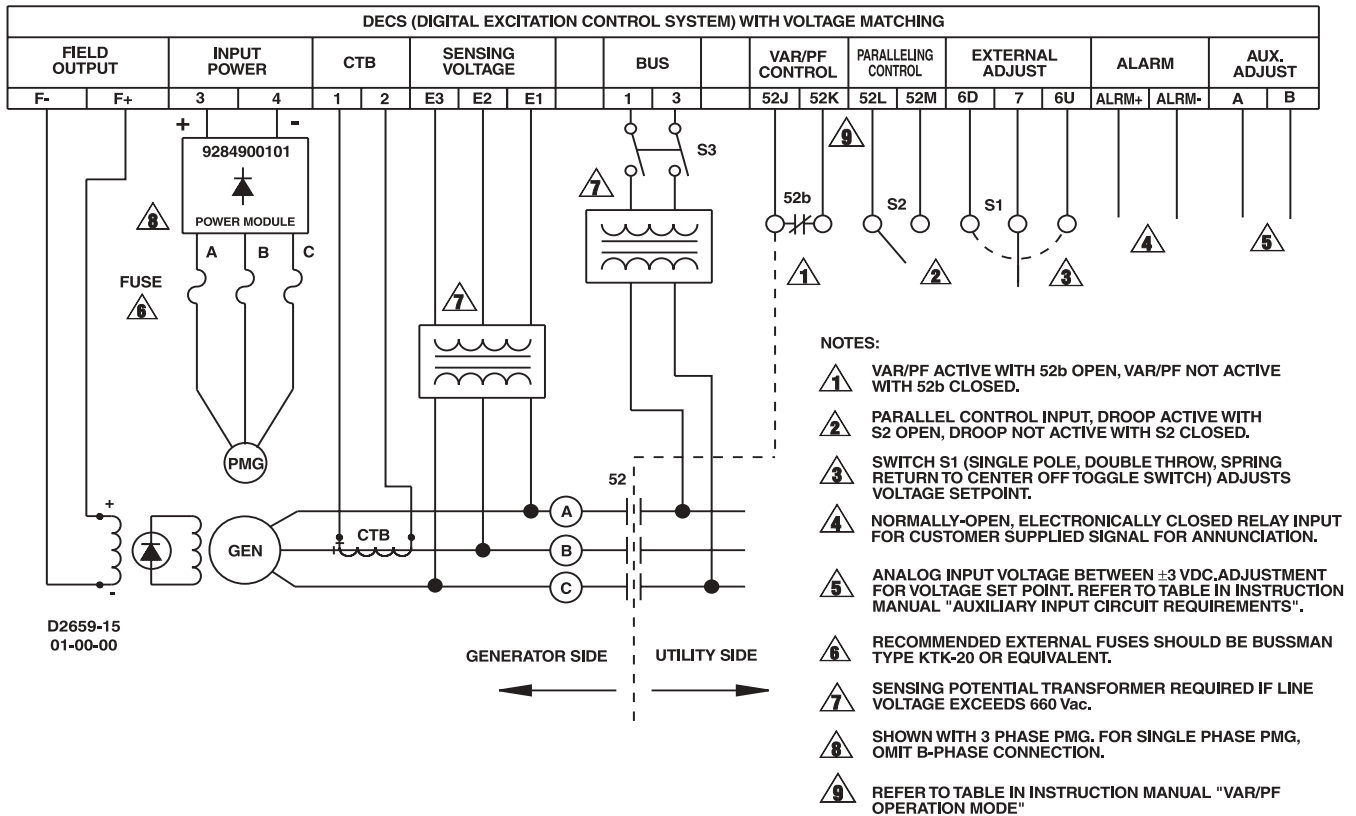 DECS (DIGITAL EXCITATION CONTROL SYSTEM) WITH VOLTAGE MATCHING
FIELD OUTPUT
INPUT POWER
CTB
SENSING VOLTAGE
BUS
VAR/PF CONTROL
PARALLELING CONTROL
EXTERNAL ADJUST
ALARM
AUX. ADJUST
F- F+ 3 4 1 2 E3 E2 E1 1 3 52J 52K 52L 52M 6D 7 6U ALRM+ ALRM- A B
+ -
9284900101
POWER MODULE
8
A B C
FUSE
6
PMG
7
7
S3
9
52b
S2
S1
1
2
3
4
5
+
-
GEN
+
CTB
A
B
C
52
D2659-15
01-00-00
GENERATOR SIDE
UTILITY SIDE
NOTES:
1 VAR/PF ACTIVE WITH 52b OPEN, VAR/PF NOT ACTIVE
WITH 52b CLOSED.
2 PARALLEL CONTROL INPUT, DROOP ACTIVE WITH
S2 OPEN, DROOP NOT ACTIVE WITH S2 CLOSED.
3 SWITCH S1 (SINGLE POLE, DOUBLE THROW, SPRING
RETURN TO CENTER OFF TOGGLE SWITCH) ADJUSTS
VOLTAGE SETPOINT.
4 NORMALLY-OPEN, ELECTRONICALLY CLOSED RELAY INPUT
FOR CUSTOMER SUPPLIED SIGNAL FOR ANNUNCIATION.
5 ANALOG INPUT VOLTAGE BETWEEN ±3 VDC.ADJUSTMENT
FOR VOLTAGE SET POINT. REFER TO TABLE IN INSTRUCTION
MANUAL "AUXILIARY INPUT CIRCUIT REQUIREMENTS".
6 RECOMMENDED EXTERNAL FUSES SHOULD BE BUSSMAN
TYPE KTK-20 OR EQUIVALENT.
7 SENSING POTENTIAL TRANSFORMER REQUIRED IF LINE
VOLTAGE EXCEEDS 660 Vac.
8 SHOWN WITH 3 PHASE PMG. FOR SINGLE PHASE PMG,
OMIT B-PHASE CONNECTION.
9 REFER TO TABLE IN INSTRUCTION MANUAL "VAR/PF
OPERATION MODE"